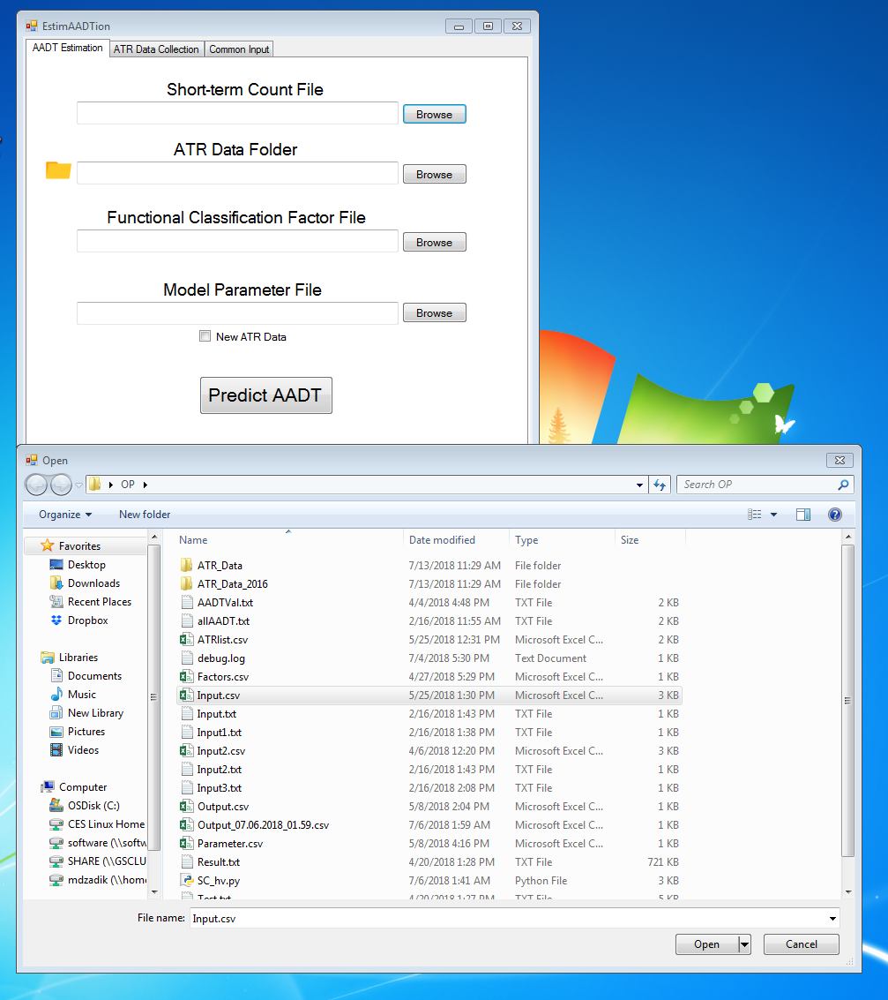 EstimAADTion
AADT Estimation ATR Data Collection Common Input
Short-term Count File
Browse
ATR Data Folder
Browse
Functional Classification Factor File
Browse
Model Parameter File
Browse
New ATR Data
Predict AADT
Open
OP
Search OP
Organize New folder
Favorites
Desktop
Downloads
Recent Places
Dropbox
Libraries
Documents
Music
New Library
Pictures
Videos
Computer
OSDisk (C:)
CES Linux Home
software (\\softw
SHARE (\\GSCLU
mdzadik (\\hom
Name Date modified Type Size
ATR_Data 7/13/2018 11:29 AM File folder
ATR_Data_2016 7/13/2018 11:29 AM File folder
AADTVal.txt 4/4/2018 4:48 PM TXT File 2 KB
allAADT.txt 2/16/2018 11:55 AM TXT File 2 KB
ATRlist.csv 5/25/2018 12:31 PM Microsoft Excel C... 2 KB
debug.log 7/4/2018 5:30 PM Text Document 1 KB
Factors.csv 4/27/2018 5:29 PM Microsoft Excel C... 1 KB
Input.csv 5/25/2018 1:30 PM Microsoft Excel C... 3 KB
Input.txt 2/16/2018 1:43 PM TXT File 1 KB
Input1.txt 2/16/2018 1:38 PM TXT File 1 KB
Input2.csv 4/6/2018 12:20 PM Microsoft Excel C... 3 KB
Input2.txt 2/16/2018 1:43 PM TXT File 1 KB
Input3.txt 2/16/2018 2:08 PM TXT File 1 KB
Output.csv 5/8/2018 2:04 PM Microsoft Excel C... 1 KB
Output_07.06.2018_01.59.csv 7/6/2018 1:59 AM Microsoft Excel C... 1 KB
Parameter.csv 5/8/2018 4:16 PM Microsoft Excel C... 1 KB
Result.txt 4/20/2018 1:28 PM TXT File 721 KB
SC_hv.py 7/6/2018 1:41 AM Python File 3 KB
Test.txt 4/20/2018 1:27 PM TXT File 5 KB
File name: Input.csv
Open Cancel